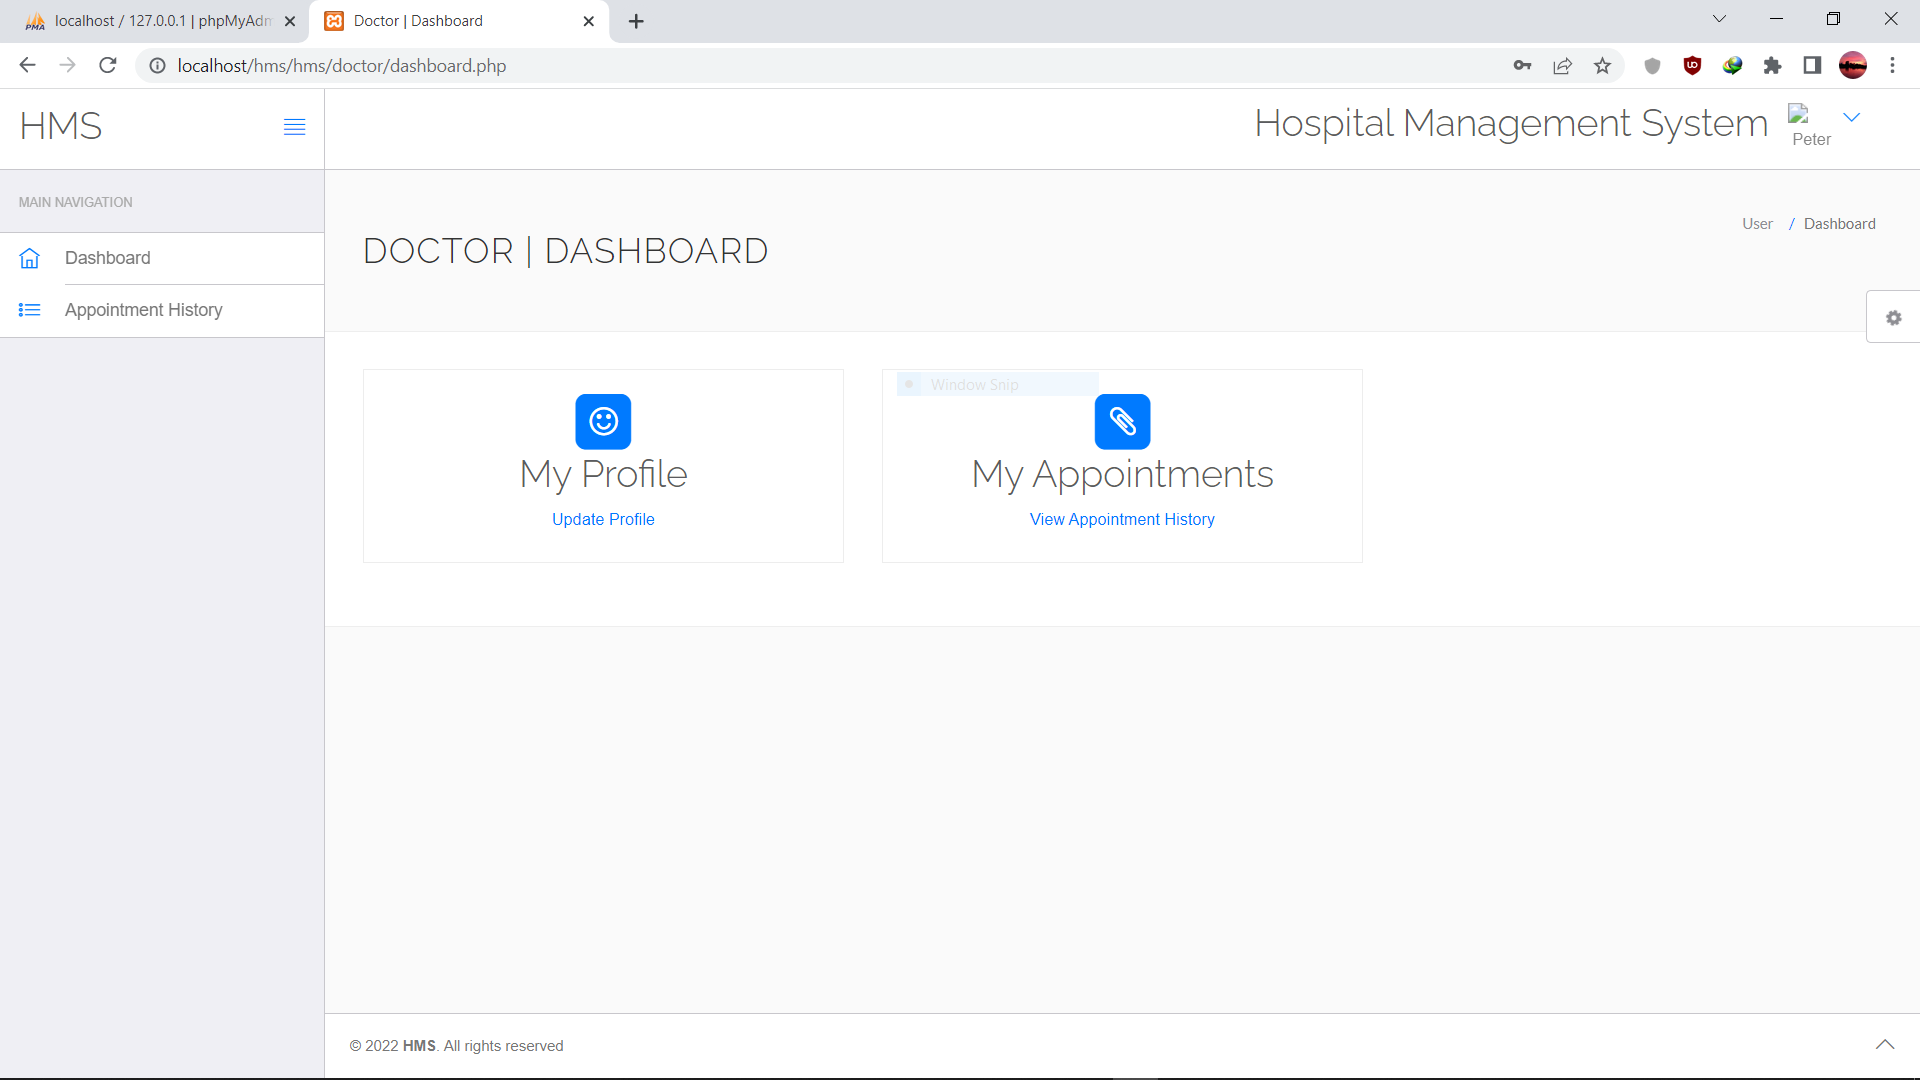 localhost / 127.0.0.1 | phpMyAdm
Doctor | Dashboard
localhost/hms/hms/doctor/dashboard.php
HMS
Hospital Management System
Peter
MAIN NAVIGATION
Dashboard
Appointment History
DOCTOR | DASHBOARD
User / Dashboard
Window Snip
My Profile
Update Profile
My Appointments
View Appointment History
© 2022 HMS. All rights reserved